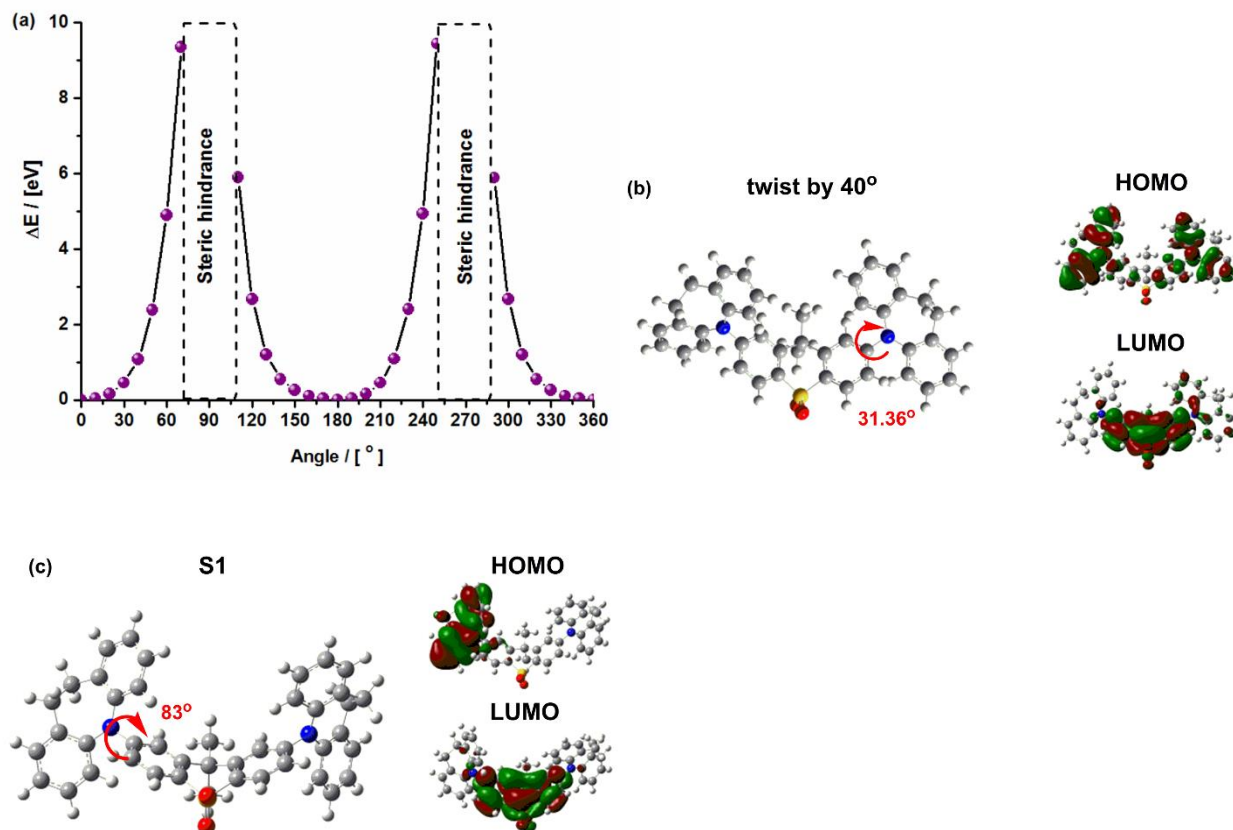 (a)
10
8
6
4
2
0
ΔE / [eV]
Steric hindrance
Steric hindrance
0 30 60 90 120 150 180 210 240 270 300 330 360
Angle / [ ° ]
(b)
twist by 40°
31.36°
HOMO
LUMO
(c)
S1
83°
HOMO
LUMO